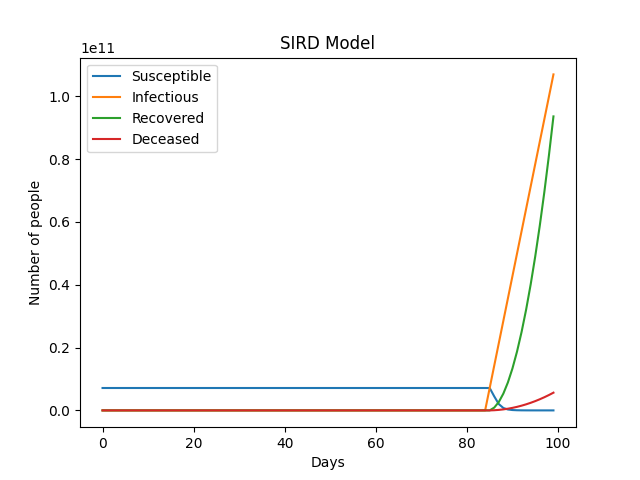 SIRD Model
1e11
Susceptible
Infectious
Recovered
Deceased
1.0
0.8
0.6
0.4
0.2
0.0
Number of people
0 20 40 60 80 100
Days